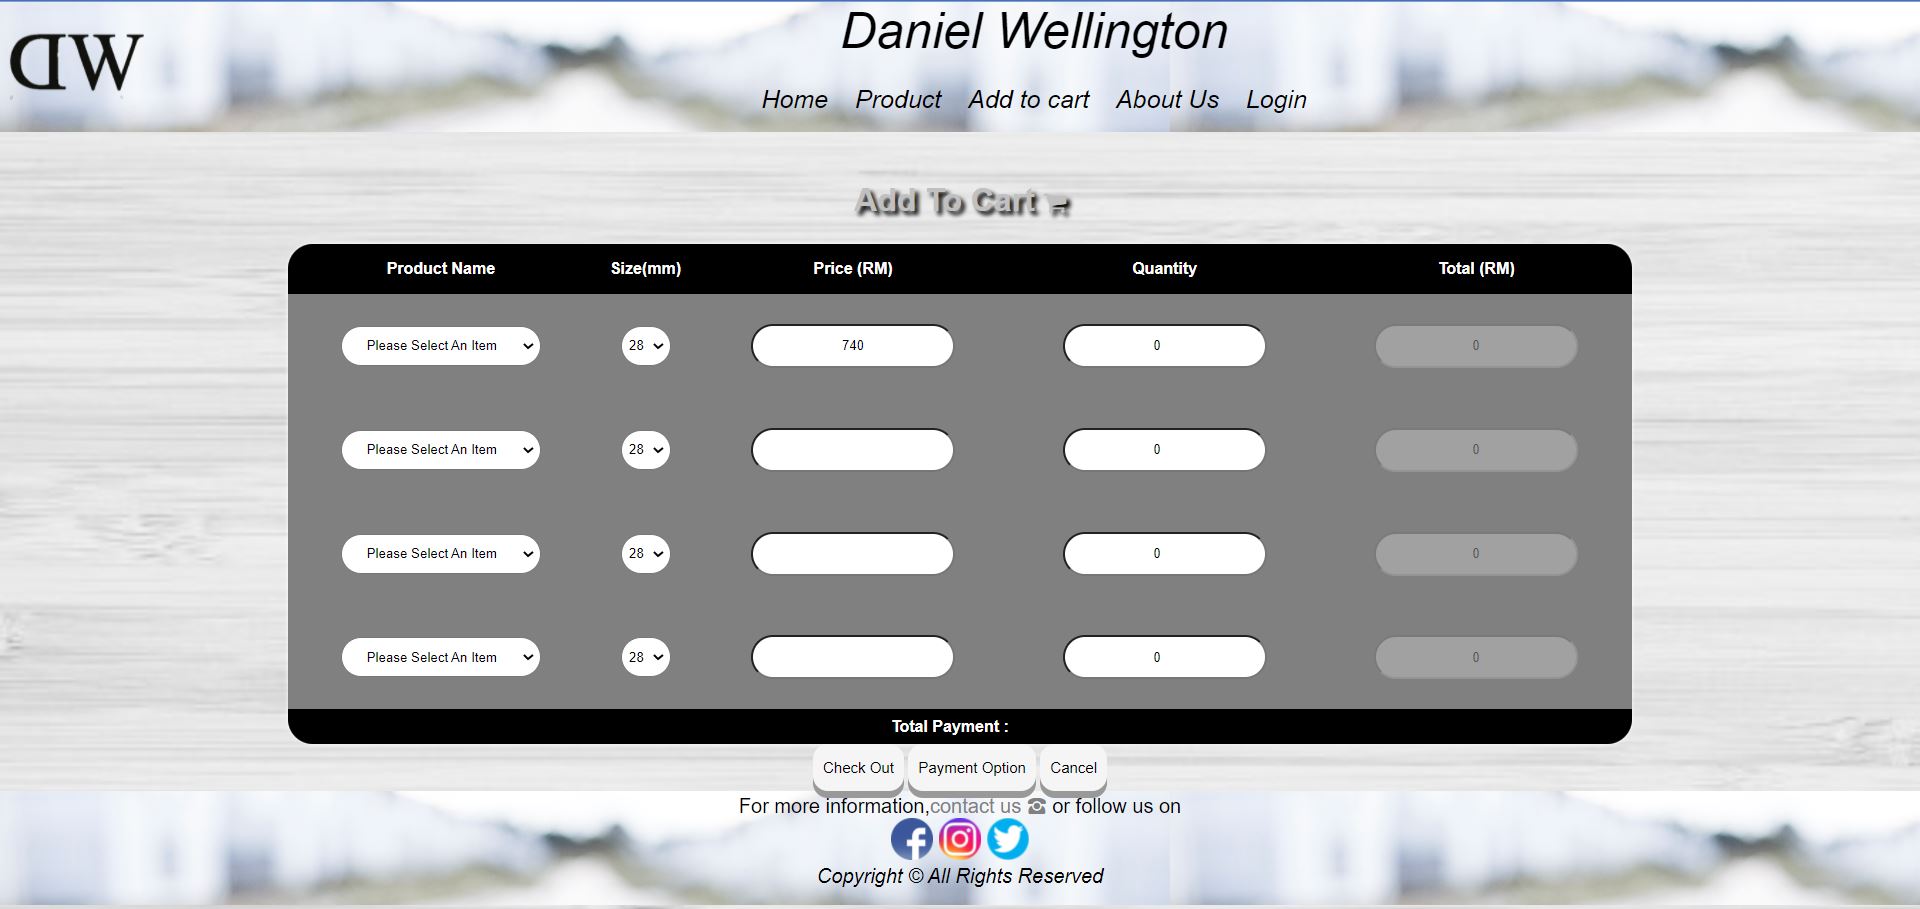 DW
Daniel Wellington
Home Product Add to cart About Us Login
Add To Cart
Product Name Size(mm) Price (RM) Quantity Total (RM)
Please Select An Item 28 740 0 0
Please Select An Item 28 0 0
Please Select An Item 28 0 0
Please Select An Item 28 0 0
Total Payment :
Check Out Payment Option Cancel
For more information,contact us ☎ or follow us on
Copyright © All Rights Reserved